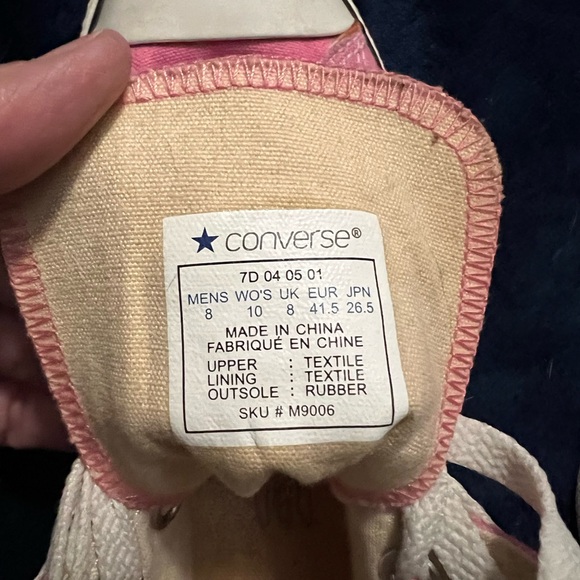 converse®
7D 04 05 01
MENS WO'S UK EUR JPN
8 10 8 41.5 26.5
MADE IN CHINA
FABRIQUÉ EN CHINE
UPPER : TEXTILE
LINING : TEXTILE
OUTSOLE : RUBBER
SKU # M9006